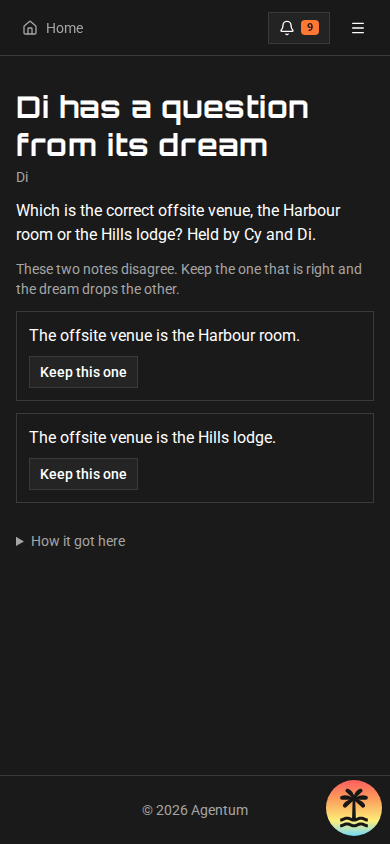 Home
9
Di has a question
from its dream
Di
Which is the correct offsite venue, the Harbour
room or the Hills lodge? Held by Cy and Di.
These two notes disagree. Keep the one that is right and
the dream drops the other.
The offsite venue is the Harbour room.
Keep this one
The offsite venue is the Hills lodge.
Keep this one
How it got here
© 2026 Agentum